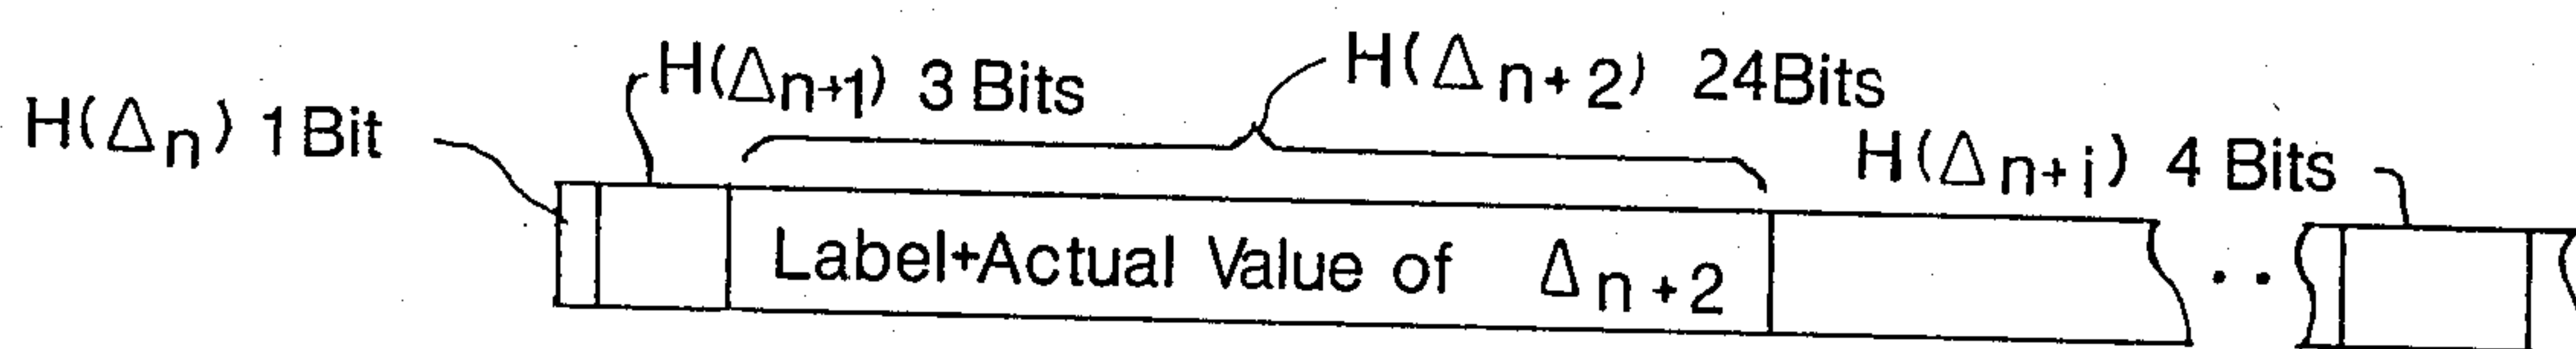 H(Δn) 1 Bit
H(Δn+1) 3 Bits
H(Δn+2) 24Bits
H(Δn+i) 4 Bits
Label+Actual Value of Δn+2